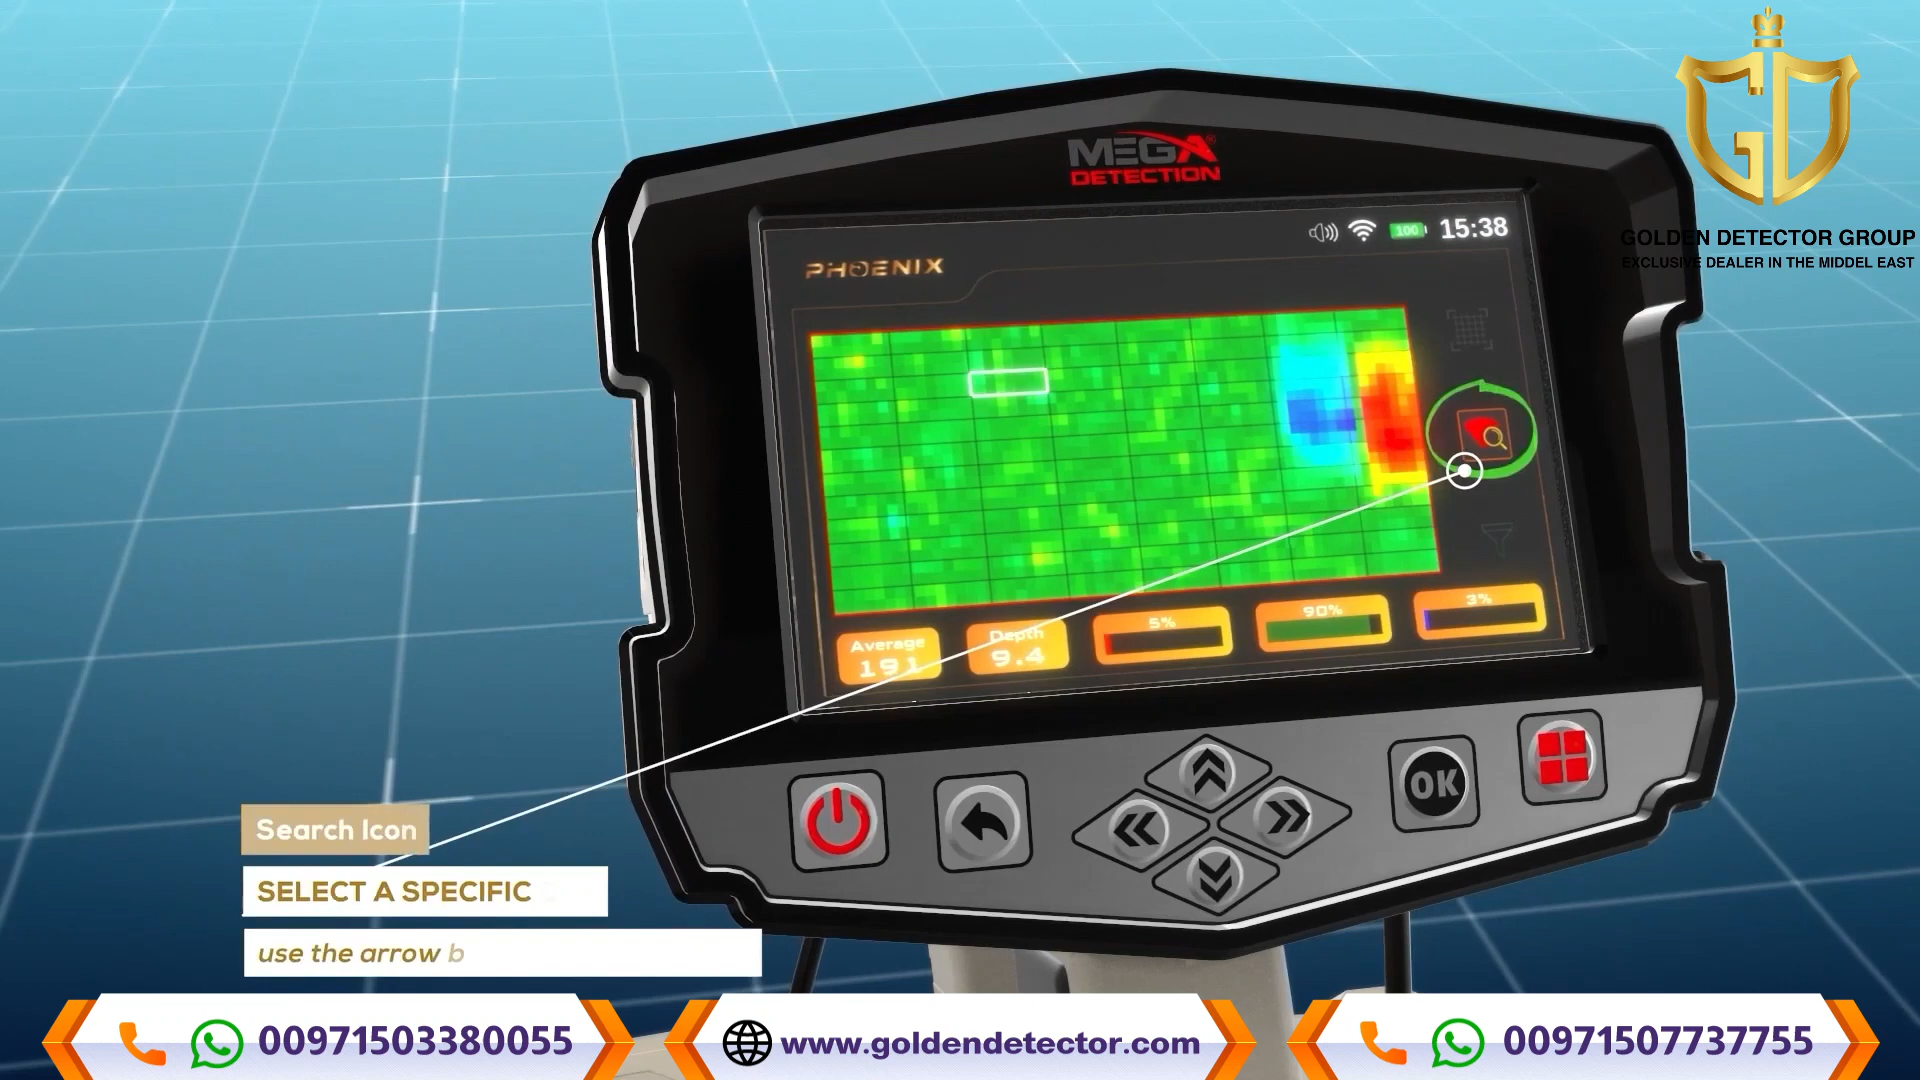 MEGA
DETECTION
GOLDEN DETECTOR GROUP
EXCLUSIVE DEALER IN THE MIDDEL EAST
100
15:38
PHOENIX
Average
191
Depth
9.4
5%
90%
3%
OK
Search Icon
SELECT A SPECIFIC
use the arrow b
00971503380055
www.goldendetector.com
00971507737755